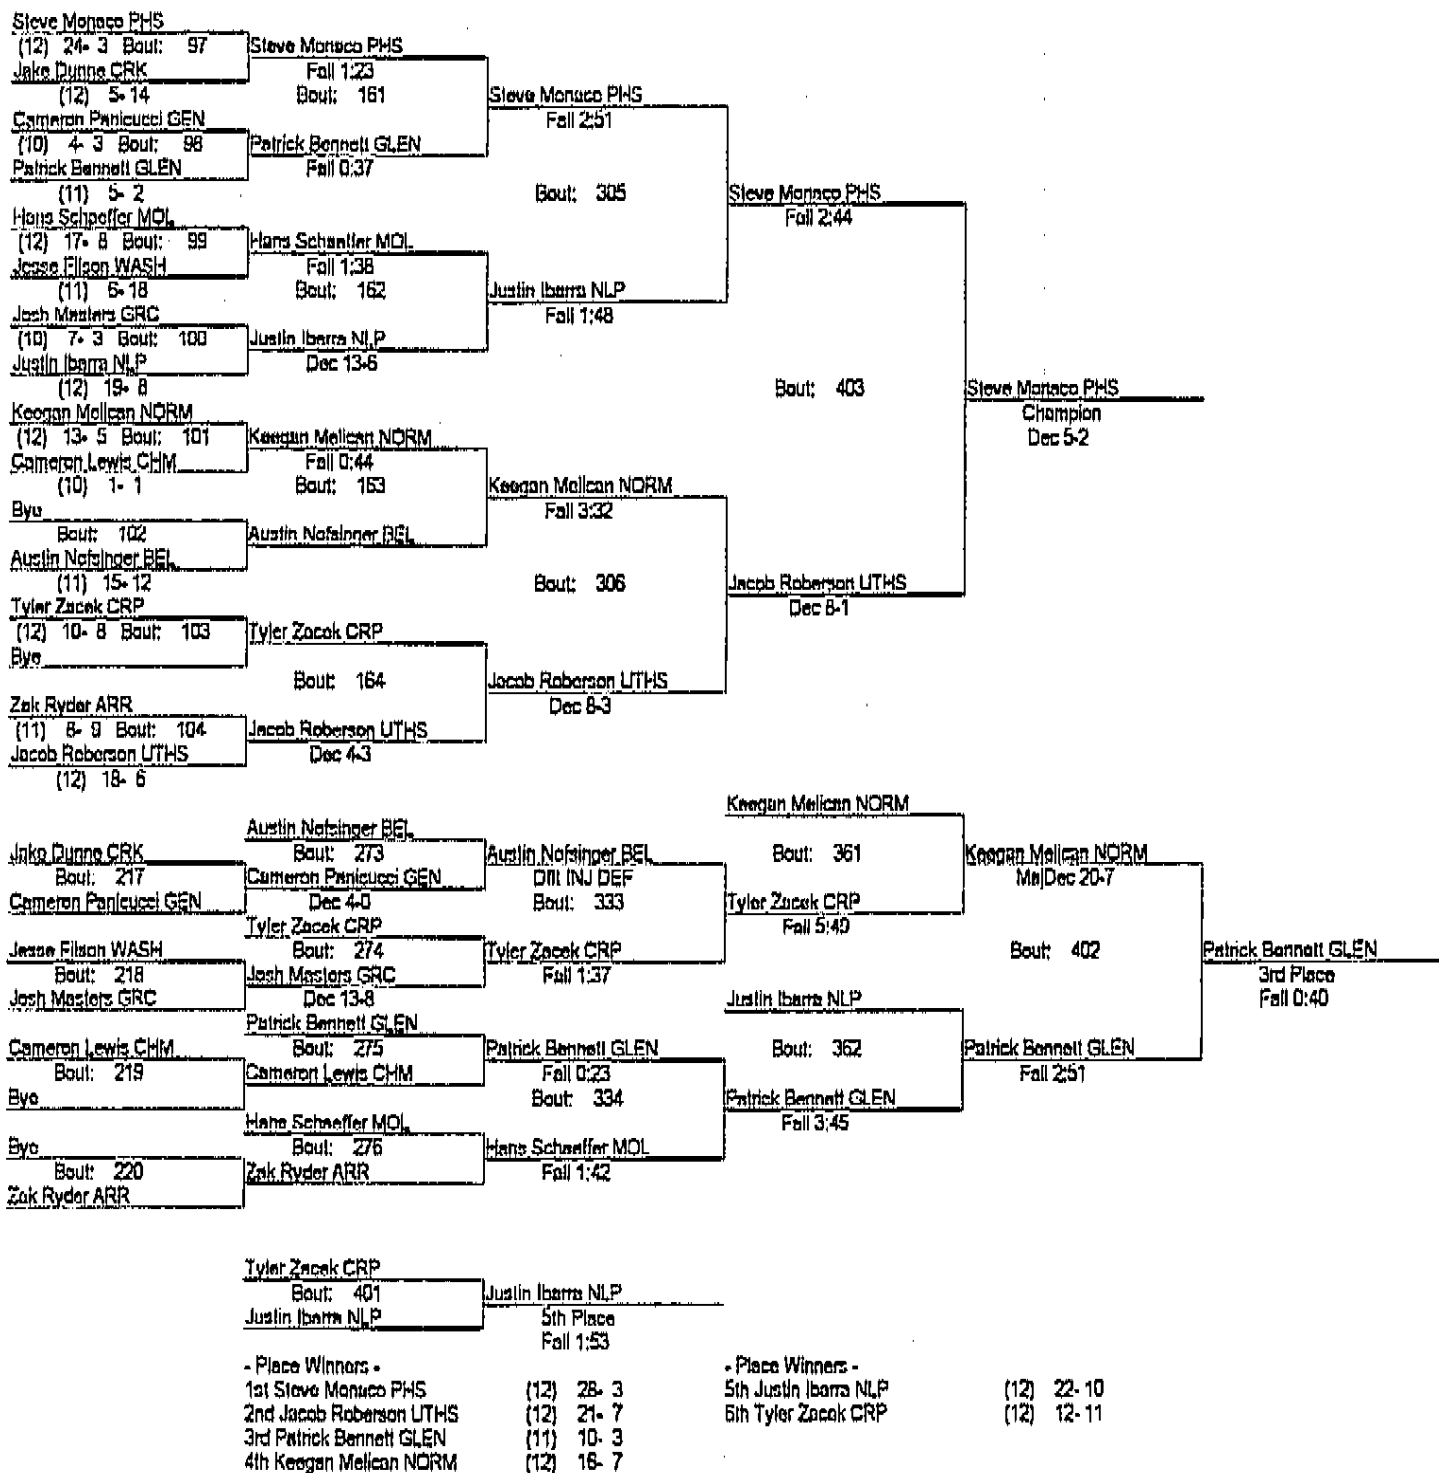 Steve Monaco PHS
(12) 24- 3 Bout: 97
Jake Dunne CRK
(12) 5- 14
Cameron Panicucci GEN
(10) 4- 3 Bout: 98
Patrick Bennett GLEN
(11) 5- 2
Hans Schaeffer MOL
(12) 17- 8 Bout: 99
Jesse Filson WASH
(11) 6- 18
Josh Masters GRC
(10) 7- 3 Bout: 100
Justin Ibarra NLP
(12) 19- 8
Keegan Melican NORM
(12) 13- 5 Bout: 101
Cameron Lewis CHM
(10) 1- 1
Bye
Bout: 102
Austin Nofsinger BEL
(11) 15- 12
Tyler Zacek CRP
(12) 10- 8 Bout: 103
Bye
Zak Ryder ARR
(11) 8- 9 Bout: 104
Jacob Roberson UTHS
(12) 18- 6
Steve Monaco PHS
Fall 1:23
Bout: 161
Patrick Bennett GLEN
Fall 0:37
Hans Schaeffer MOL
Fall 1:38
Bout: 162
Justin Ibarra NLP
Dec 13-6
Keegan Melican NORM
Fall 0:44
Bout: 163
Austin Nofsinger BEL
Tyler Zacek CRP
Bout: 164
Jacob Roberson UTHS
Dec 4-3
Steve Monaco PHS
Fall 2:51
Bout: 305
Justin Ibarra NLP
Fall 1:48
Keegan Melican NORM
Fall 3:32
Bout: 306
Jacob Roberson UTHS
Dec 8-3
Steve Monaco PHS
Fall 2:44
Bout: 403
Jacob Roberson UTHS
Dec 8-1
Steve Monaco PHS
Champion
Dec 5-2
Jake Dunne CRK
Bout: 217
Cameron Panicucci GEN
Jesse Filson WASH
Bout: 218
Josh Masters GRC
Cameron Lewis CHM
Bout: 219
Bye
Bye
Bout: 220
Zak Ryder ARR
Austin Nofsinger BEL
Bout: 273
Cameron Panicucci GEN
Dec 4-0
Tyler Zacek CRP
Bout: 274
Josh Masters GRC
Dec 13-8
Patrick Bennett GLEN
Bout: 275
Cameron Lewis CHM
Hans Schaeffer MOL
Bout: 276
Zak Ryder ARR
Austin Nofsinger BEL
Dflt INJ DEF
Bout: 333
Tyler Zacek CRP
Fall 1:37
Patrick Bennett GLEN
Fall 0:23
Bout: 334
Hans Schaeffer MOL
Fall 1:42
Keegan Melican NORM
Bout: 361
Tyler Zacek CRP
Fall 5:49
Justin Ibarra NLP
Bout: 362
Patrick Bennett GLEN
Fall 3:45
Keegan Melican NORM
MajDec 20-7
Bout: 402
Patrick Bennett GLEN
Fall 2:51
Patrick Bennett GLEN
3rd Place
Fall 0:40
Tyler Zacek CRP
Bout: 401
Justin Ibarra NLP
Justin Ibarra NLP
5th Place
Fall 1:53
- Place Winners -
1st Steve Monaco PHS (12) 28- 3
2nd Jacob Roberson UTHS (12) 21- 7
3rd Patrick Bennett GLEN (11) 10- 3
4th Keegan Melican NORM (12) 16- 7
- Place Winners -
5th Justin Ibarra NLP (12) 22- 10
6th Tyler Zacek CRP (12) 12- 11